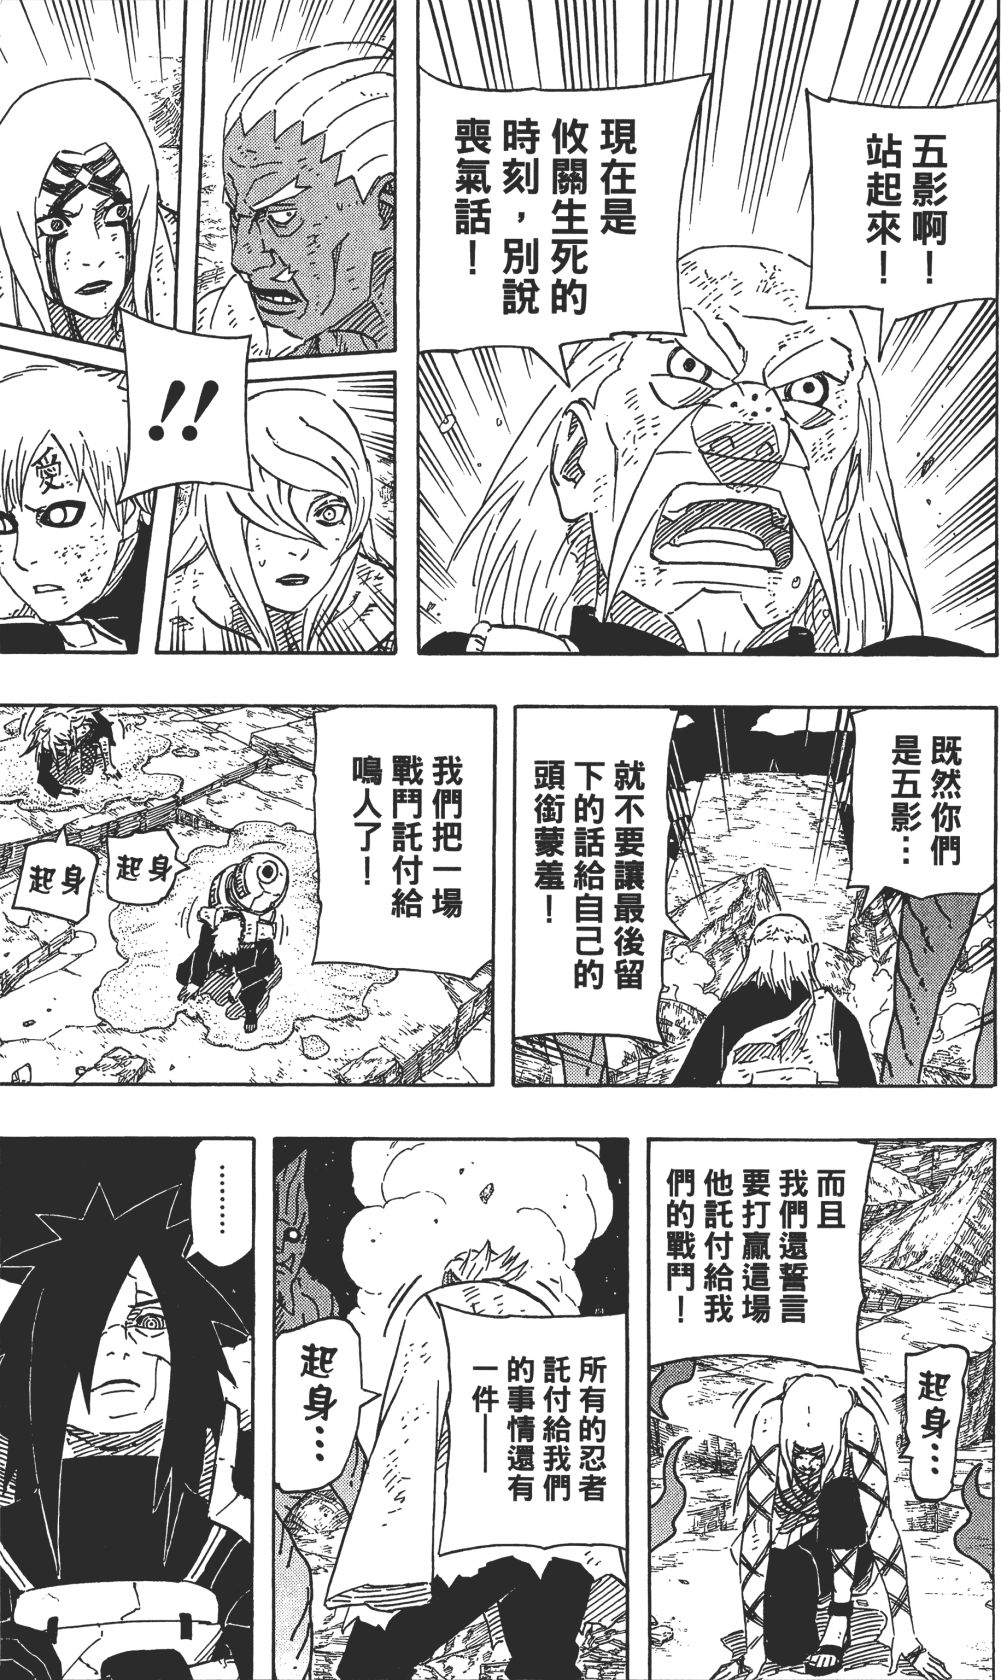 五影啊！
站起來！
現在是
攸關生死的
時刻，別說
喪氣話！
!!
愛
既然你們
是五影…
就不要讓最後留
下的話給自己的
頭銜蒙羞！
我們把一場
戰鬥託付給
鳴人了！
起身
起身
而且
我們還誓言
要打贏這場
他託付給我
們的戰鬥！
起身…
所有的忍者
託付給我們
的事情還有
一件——
起身…
………